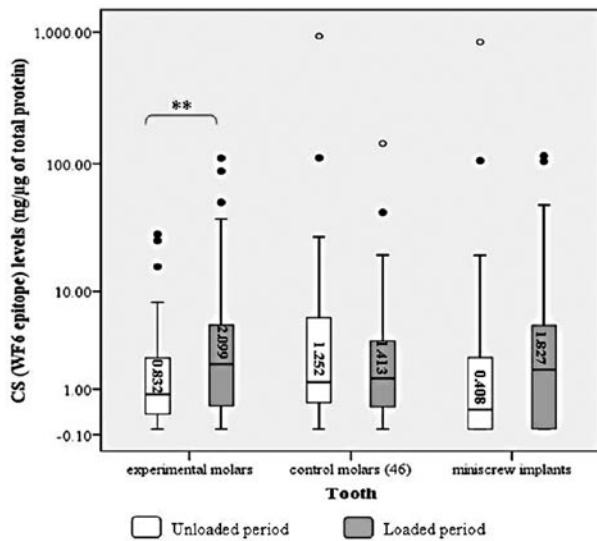 CS (WF6 epitope) levels (ng/µg of total protein)
1,000.00
100.00
10.00
1.00
-0.10
**
0.832
2.099
1.252
1.413
0.408
1.827
experimental molars
control molars (46)
miniscrew implants
Tooth
Unloaded period
Loaded period